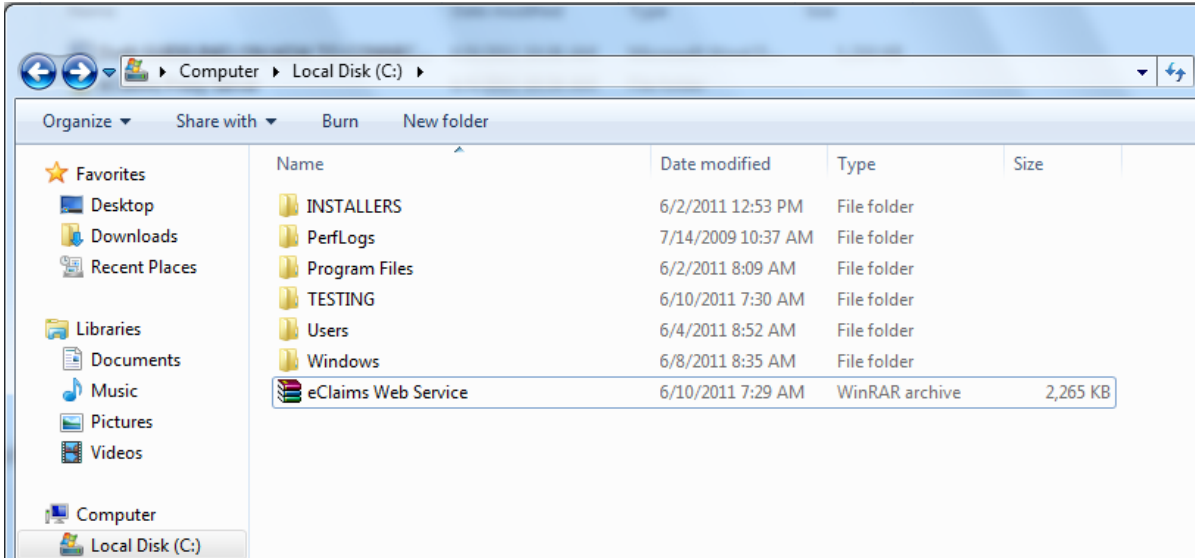 Computer Local Disk (C:)
Organize Share with Burn New folder
Name Date modified Type Size
Favorites
Desktop
Downloads
Recent Places
Libraries
Documents
Music
Pictures
Videos
Computer
Local Disk (C:)
INSTALLERS 6/2/2011 12:53 PM File folder
PerfLogs 7/14/2009 10:37 AM File folder
Program Files 6/2/2011 8:09 AM File folder
TESTING 6/10/2011 7:30 AM File folder
Users 6/4/2011 8:52 AM File folder
Windows 6/8/2011 8:35 AM File folder
eClaims Web Service 6/10/2011 7:29 AM WinRAR archive 2,265 KB